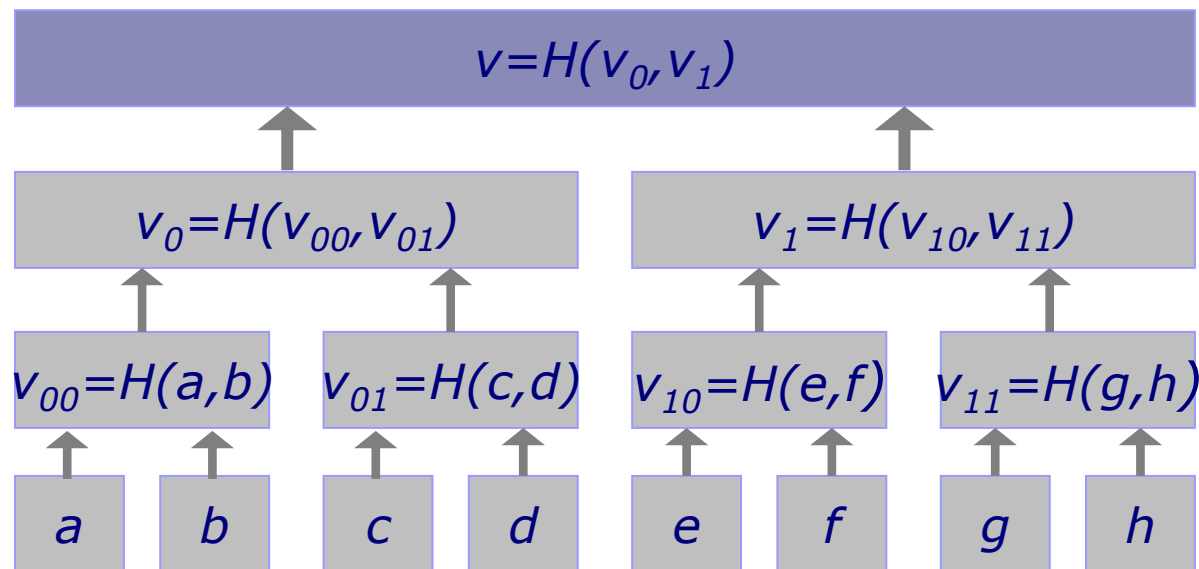 v=H(v₀,v₁)
v₀=H(v₀₀,v₀₁) v₁=H(v₁₀,v₁₁)
v₀₀=H(a,b) v₀₁=H(c,d) v₁₀=H(e,f) v₁₁=H(g,h)
a b c d e f g h